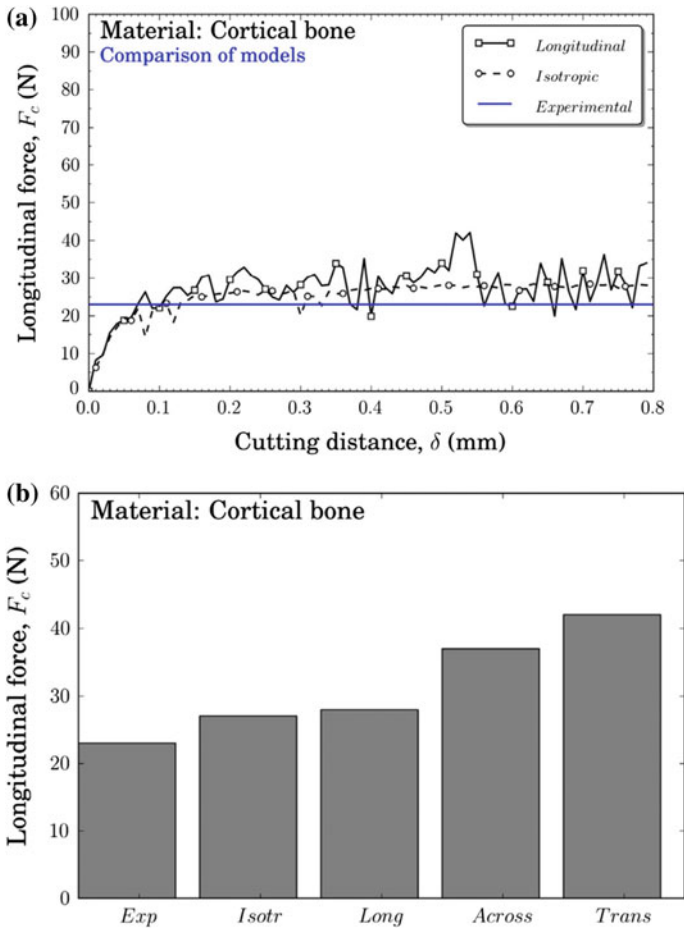 (a)
Material: Cortical bone
Comparison of models
Longitudinal
Isotropic
Experimental
Longitudinal force, F_c (N)
100
90
80
70
60
50
40
30
20
10
0
0.0 0.1 0.2 0.3 0.4 0.5 0.6 0.7 0.8
Cutting distance, δ (mm)
(b)
Material: Cortical bone
Longitudinal force, F_c (N)
60
50
40
30
20
10
0
Exp Isotr Long Across Trans